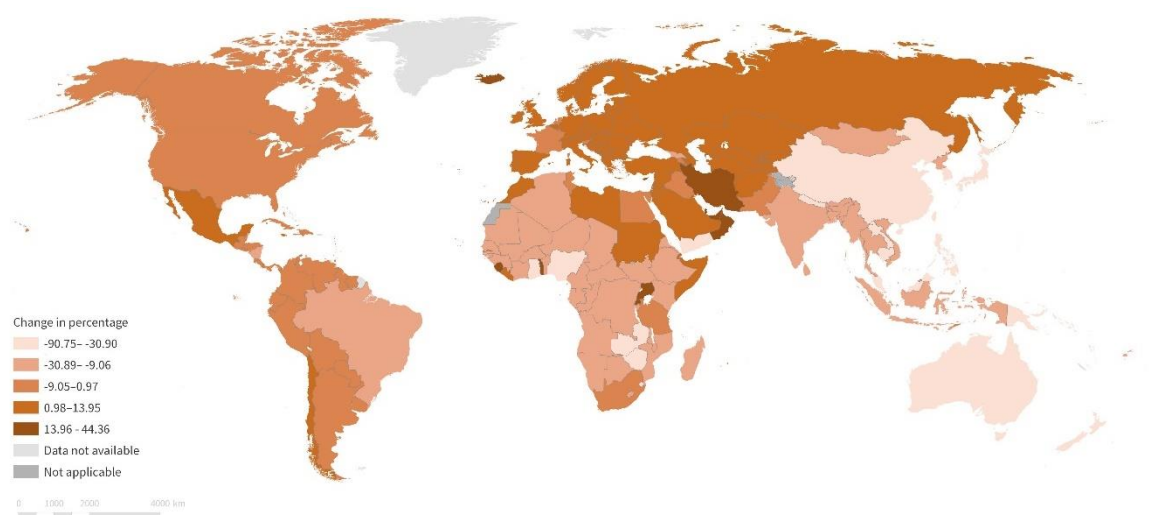 Change in percentage
-90.75– -30.90
-30.89– -9.06
-9.05–0.97
0.98–13.95
13.96 - 44.36
Data not available
Not applicable
0 1000 2000 4000 km